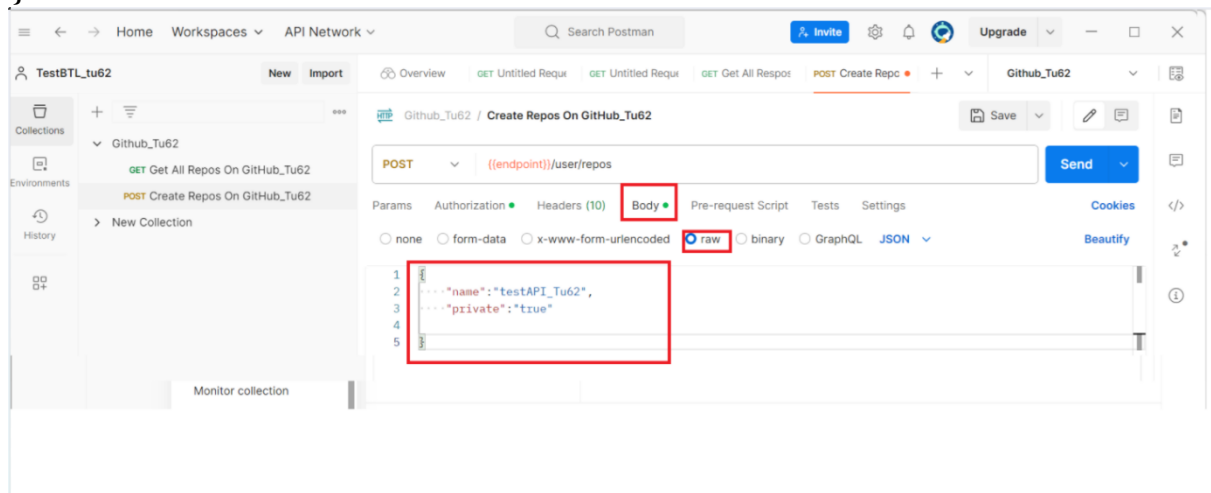 Home Workspaces API Network Search Postman Invite Upgrade
TestBTL_tu62 New Import Overview GET Untitled Reque GET Untitled Reque GET Get All Respos POST Create Repo Github_Tu62
Collections
Github_Tu62 / Create Repos On GitHub_Tu62 Save
Github_Tu62
GET Get All Repos On GitHub_Tu62
POST Create Repos On GitHub_Tu62
New Collection
Environments
History
POST {{endpoint}}/user/repos Send
Params Authorization Headers (10) Body Pre-request Script Tests Settings Cookies
none form-data x-www-form-urlencoded raw binary GraphQL JSON Beautify
1 {
2 "name":"testAPI_Tu62",
3 "private":"true"
4
5 }
Monitor collection